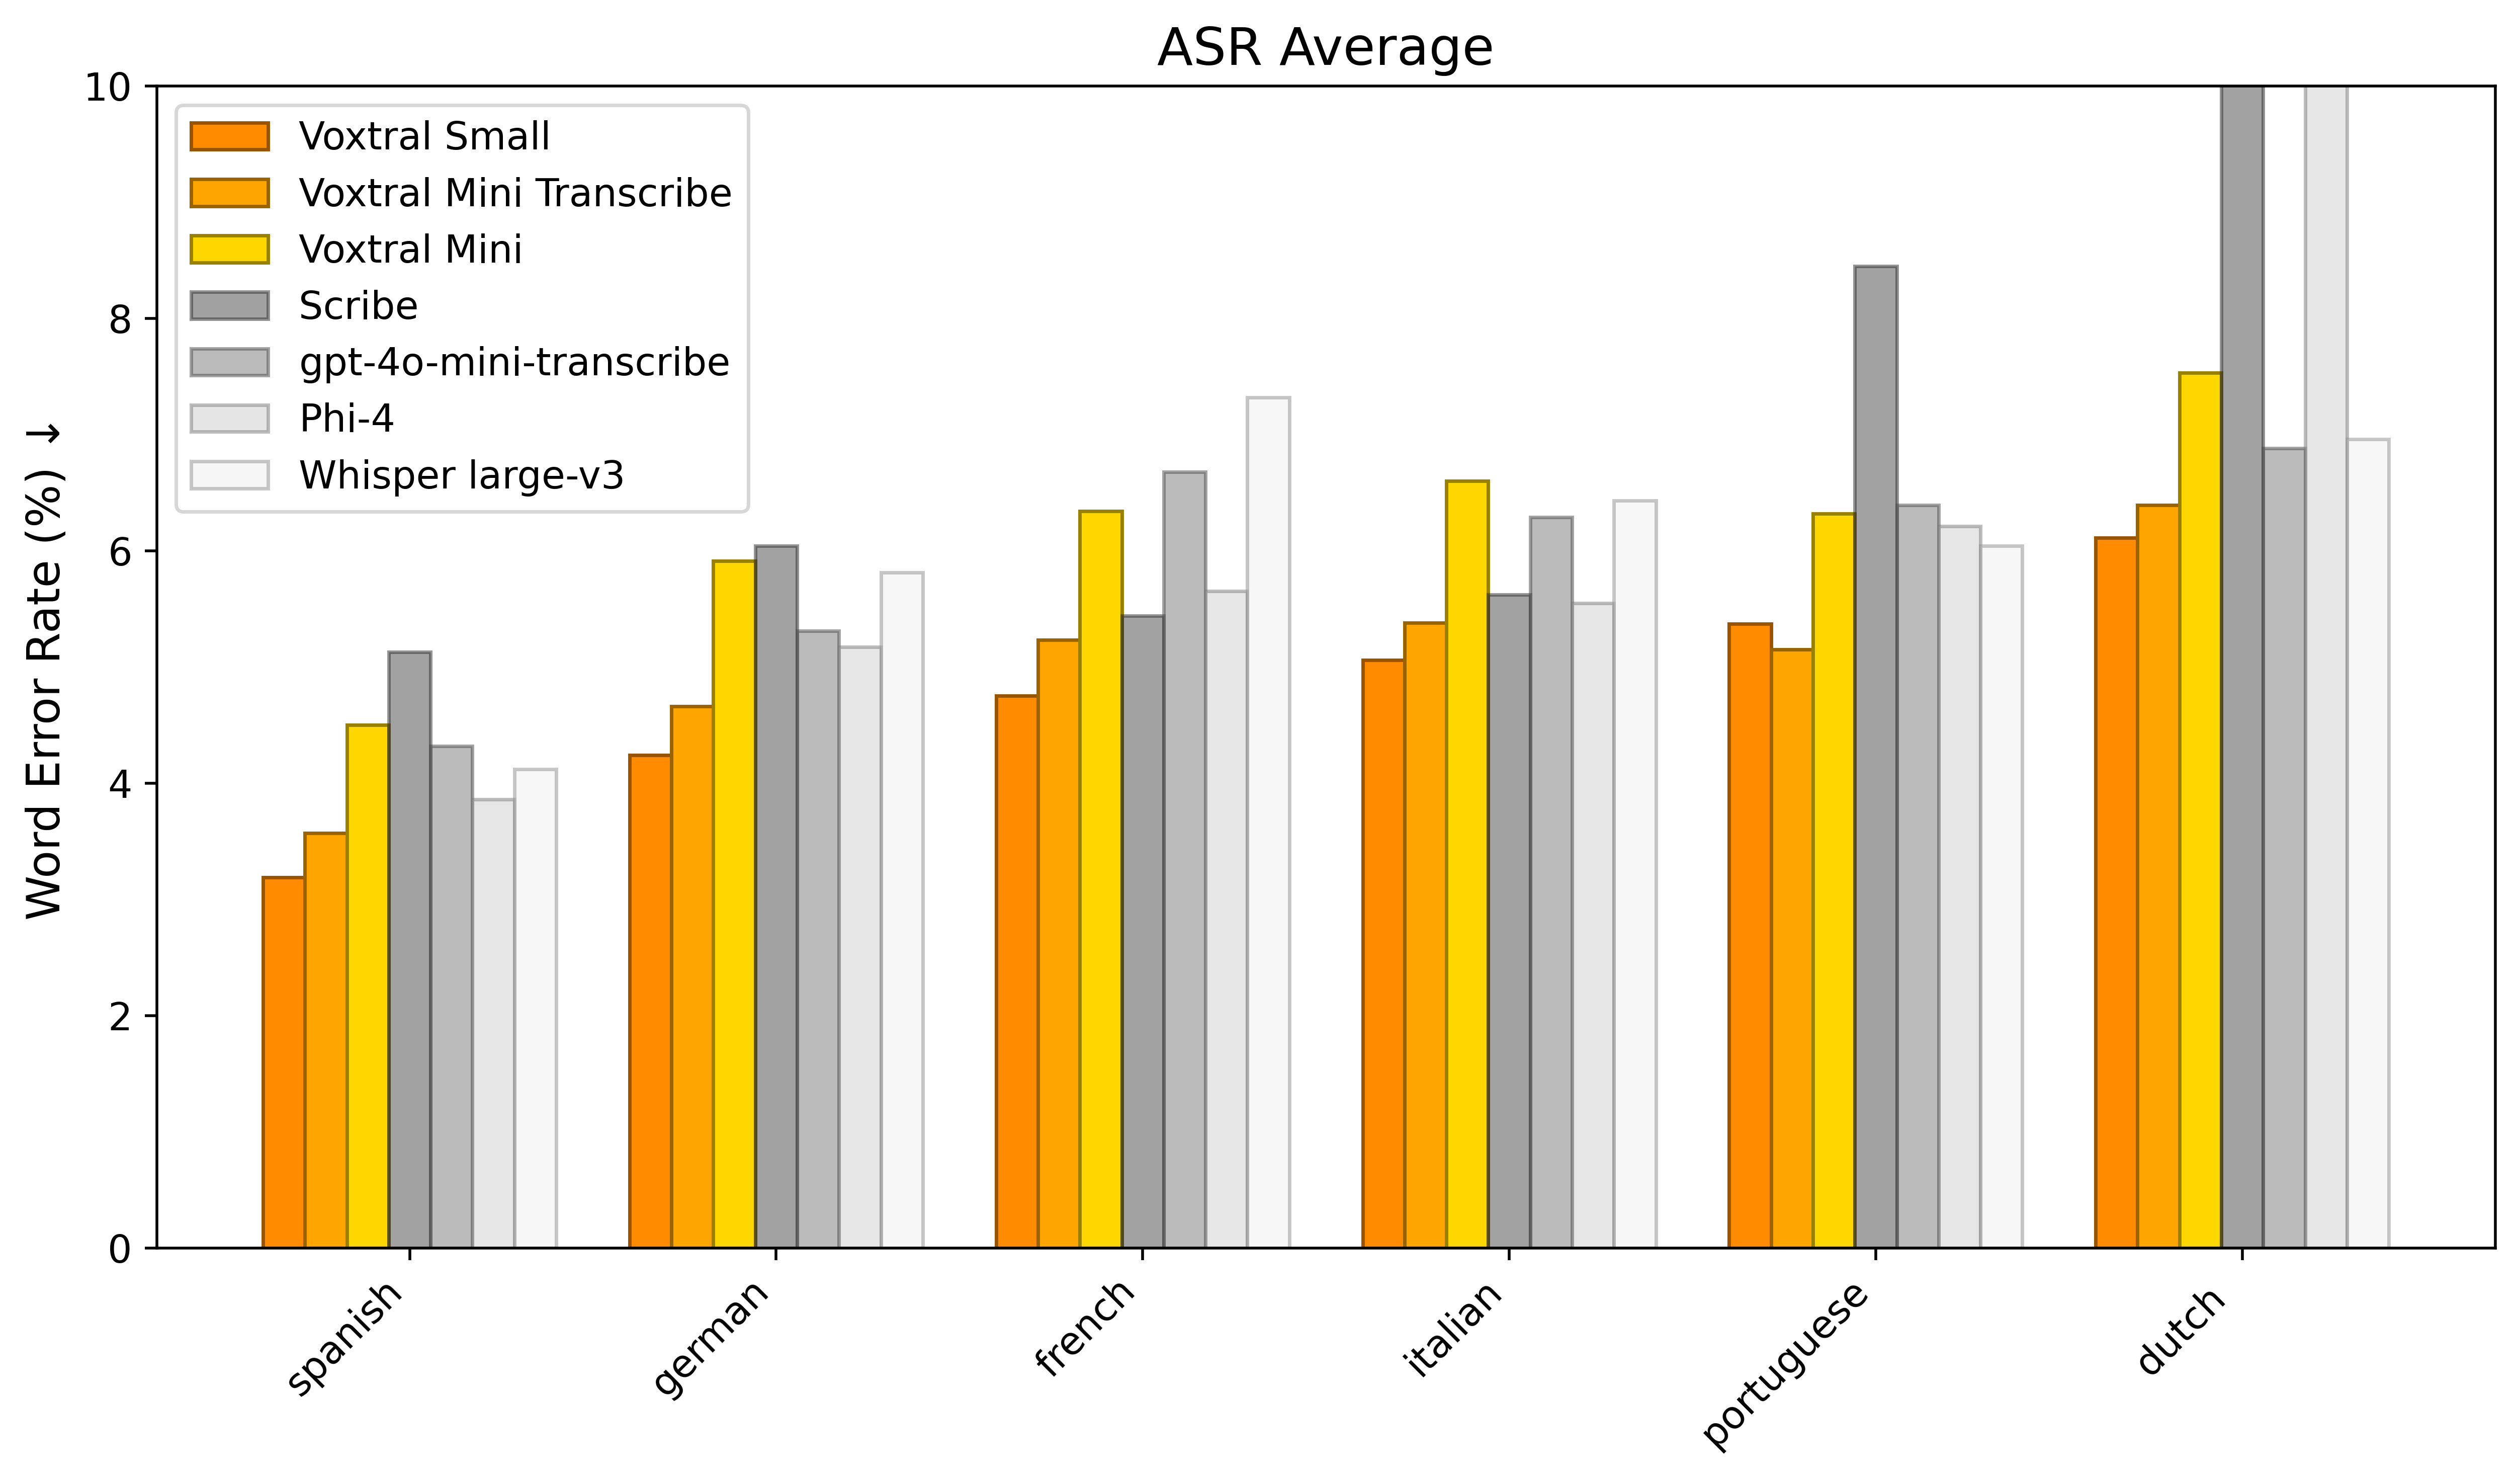 ASR Average
Word Error Rate (%) ↓
10
8
6
4
2
0
Voxtral Small
Voxtral Mini Transcribe
Voxtral Mini
Scribe
gpt-4o-mini-transcribe
Phi-4
Whisper large-v3
spanish
german
french
italian
portuguese
dutch